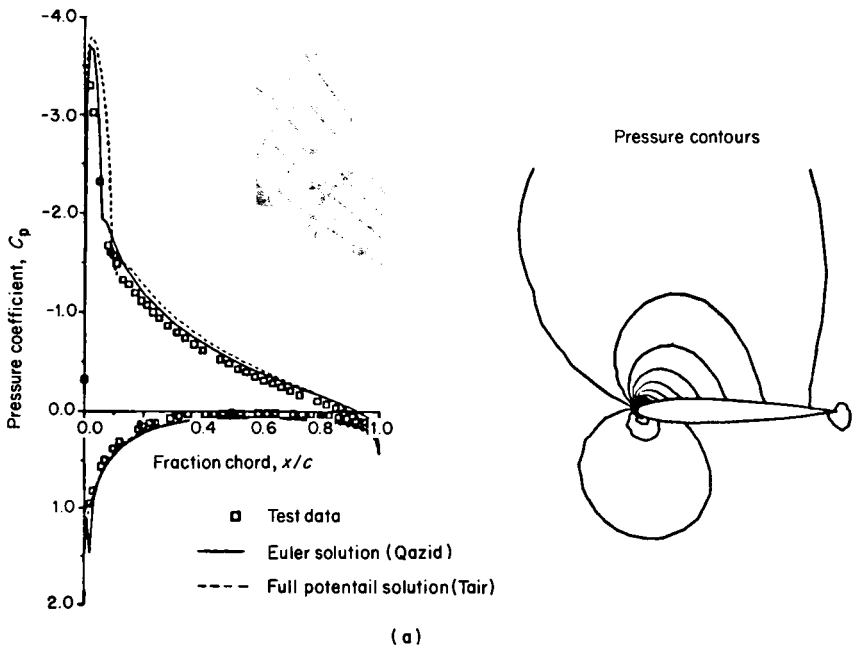 -4.0
-3.0
-2.0
-1.0
0.0
1.0
2.0
Pressure coefficient, Cp
0.0
0.4
0.6
0.8
1.0
Fraction chord, x/c
Test data
Euler solution (Qazid)
Full potentail solution (Tair)
Pressure contours
(a)